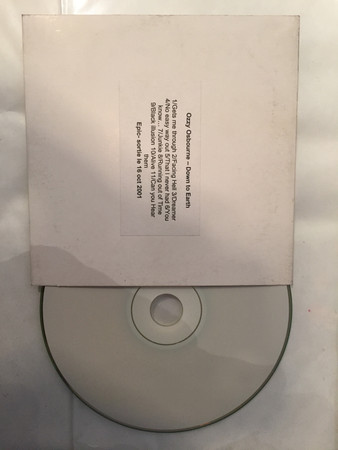 Ozzy Osbourne – Down to Earth
1/Gets me through 2/Facing Hell 3/Dreamer
4/No easy way out 5/That I never had 6/You
know... 7/Junkie 8/Running out of Time
9/Black illusion 10/Alive 11/Can you Hear
them
Epic- sortie le 16 oct 2001